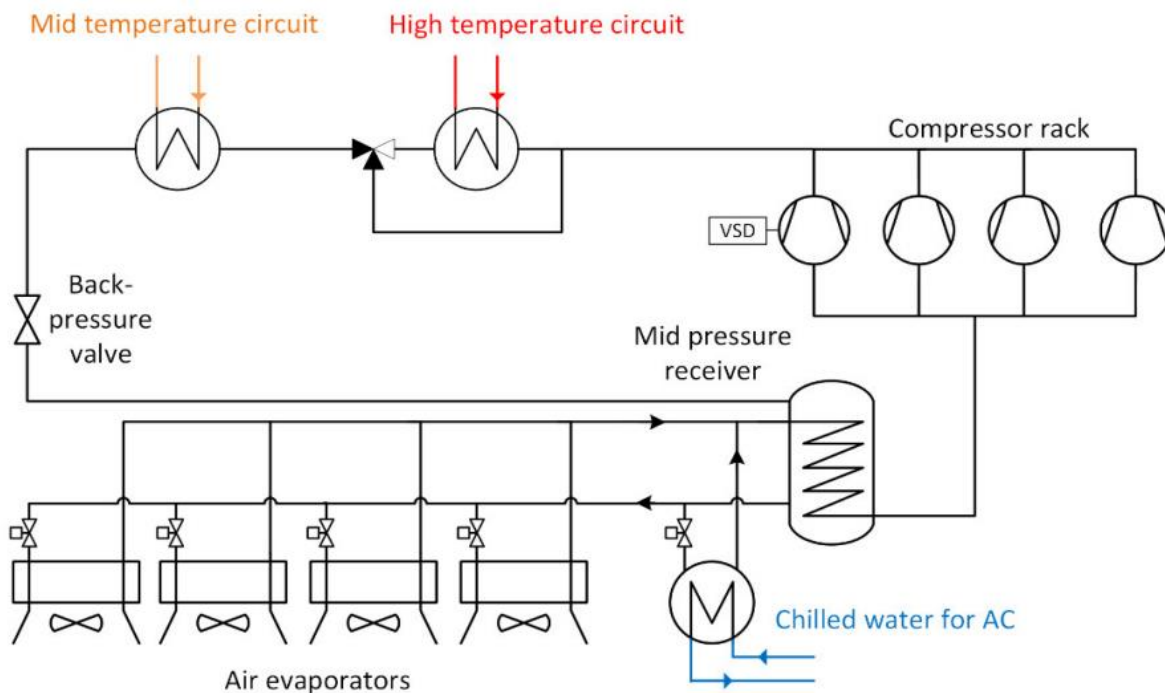 Mid temperature circuit
High temperature circuit
Compressor rack
VSD
Back-
pressure
valve
Mid pressure
receiver
Chilled water for AC
Air evaporators